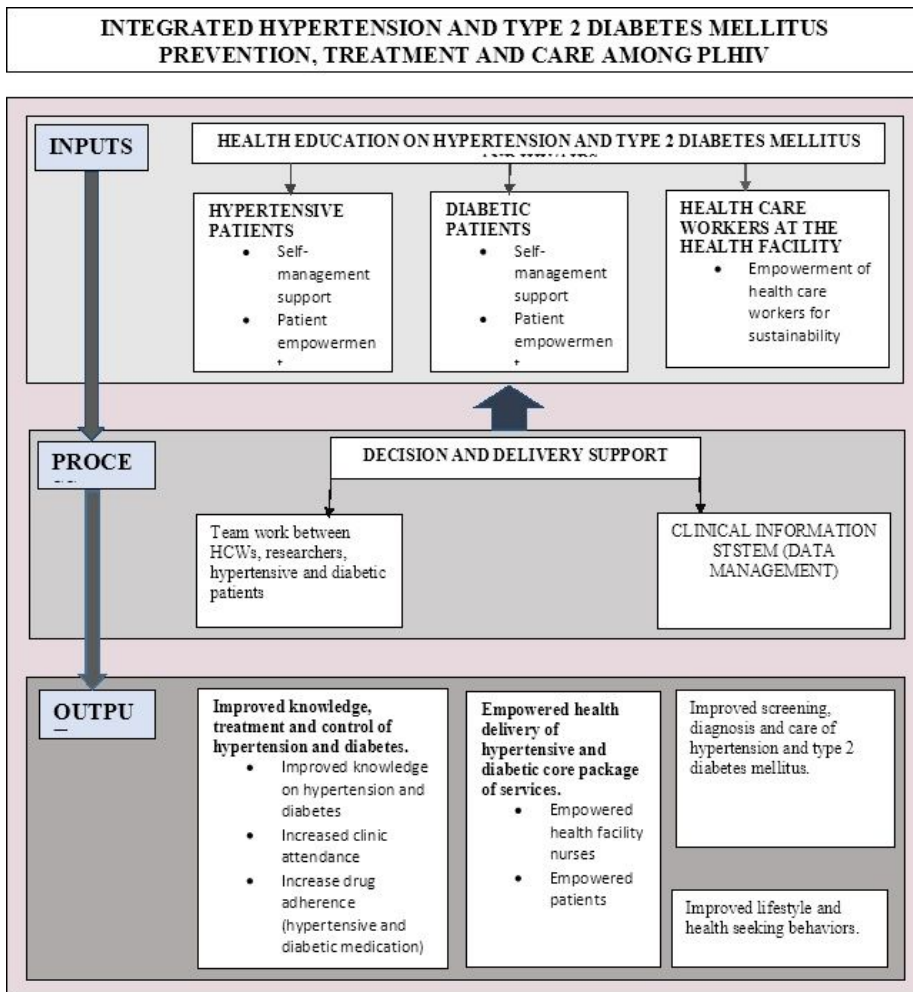 INTEGRATED HYPERTENSION AND TYPE 2 DIABETES MELLITUS
PREVENTION, TREATMENT AND CARE AMONG PLHIV
INPUTS
HEALTH EDUCATION ON HYPERTENSION AND TYPE 2 DIABETES MELLITUS
HYPERTENSIVE
PATIENTS
• Self-
management
support
• Patient
empowermen
DIABETIC
PATIENTS
• Self-
management
support
• Patient
empowermen
HEALTH CARE
WORKERS AT THE
HEALTH FACILITY
• Empowerment of
health care
workers for
sustainability
PROCE
DECISION AND DELIVERY SUPPORT
Team work between
HCWs, researchers,
hypertensive and diabetic
patients
CLINICAL INFORMATION
STSTEM (DATA
MANAGEMENT)
OUTPU
Improved knowledge,
treatment and control of
hypertension and diabetes.
• Improved knowledge
on hypertension and
diabetes
• Increased clinic
attendance
• Increase drug
adherence
(hypertensive and
diabetic medication)
Empowered health
delivery of
hypertensive and
diabetic core package
of services.
• Empowered
health facility
nurses
• Empowered
patients
Improved screening,
diagnosis and care of
hypertension and type 2
diabetes mellitus.
Improved lifestyle and
health seeking behaviors.